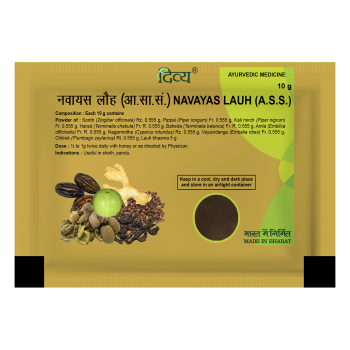 दिव्य®
AYURVEDIC MEDICINE
10 g
नवायस लौह (आ.सा.सं.) NAVAYAS LAUH (A.S.S.)
Composition : Each 10 g contains
Powder of : Sonth (Zingiber officinale) Rz. 0.555 g, Pippal (Piper longum) Fr. 0.555 g, Kali mirch (Piper nigrum)
Fr. 0.555 g, Harad (Terminalia chebula) Fr. R. 0.555 g, Baheda (Terminalia belerica) Fr. R. 0.555 g, Amla (Emblica
officinalis) Fr. R. 0.555 g, Nagarmotha (Cyperus rotundus) Rz. 0.555 g, Vayavidanga (Embelia ribes) Fr. 0.555 g,
Chitrak (Plumbago zeylanica) Rt. 0.555 g, Lauh bhasma 5 g
Dose : ½ to 1g twice daily with honey or as directed by Physician.
Indications : Useful in shoth, pandu.
Keep in a cool, dry and dark place
and store in an airtight container
भारत में निर्मित
MADE IN BHARAT